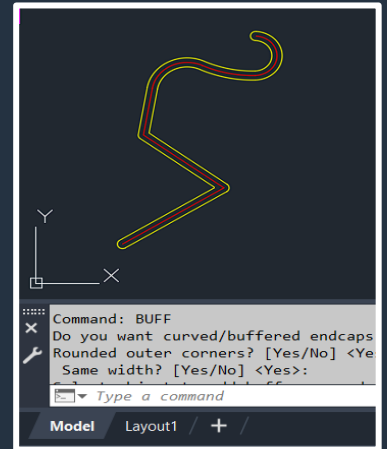 Y
X
Command: BUFF
Do you want curved/buffered endcaps
Rounded outer corners? [Yes/No] <Ye
Same width? [Yes/No] <Yes>:
Type a command
Model Layout1 / +